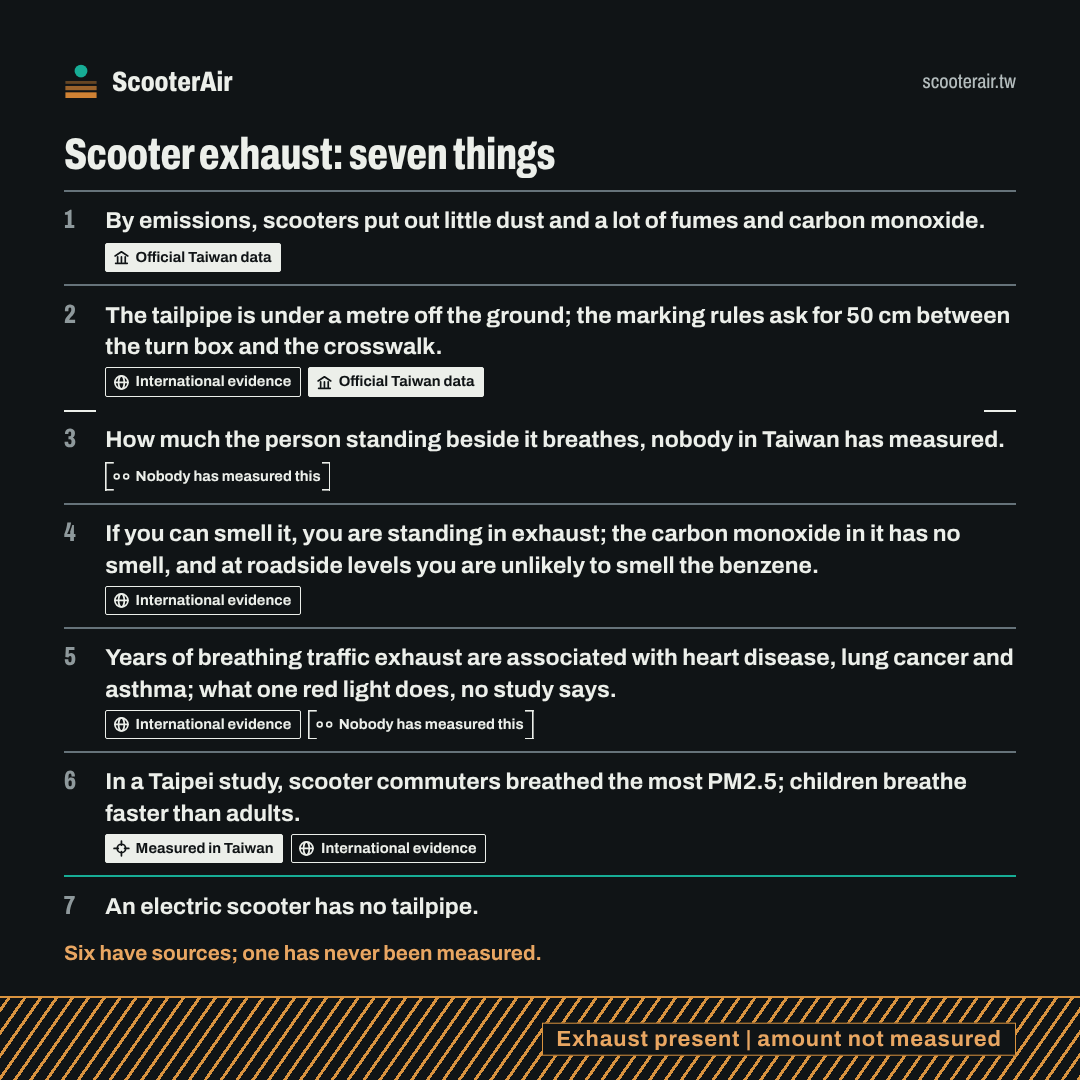 ScooterAir
scooterair.tw
Scooter exhaust: seven things
1 By emissions, scooters put out little dust and a lot of fumes and carbon monoxide.
Official Taiwan data
2 The tailpipe is under a metre off the ground; the marking rules ask for 50 cm between
the turn box and the crosswalk.
International evidence Official Taiwan data
3 How much the person standing beside it breathes, nobody in Taiwan has measured.
Nobody has measured this
4 If you can smell it, you are standing in exhaust; the carbon monoxide in it has no
smell, and at roadside levels you are unlikely to smell the benzene.
International evidence
5 Years of breathing traffic exhaust are associated with heart disease, lung cancer and
asthma; what one red light does, no study says.
International evidence Nobody has measured this
6 In a Taipei study, scooter commuters breathed the most PM2.5; children breathe
faster than adults.
Measured in Taiwan International evidence
7 An electric scooter has no tailpipe.
Six have sources; one has never been measured.
Exhaust present | amount not measured